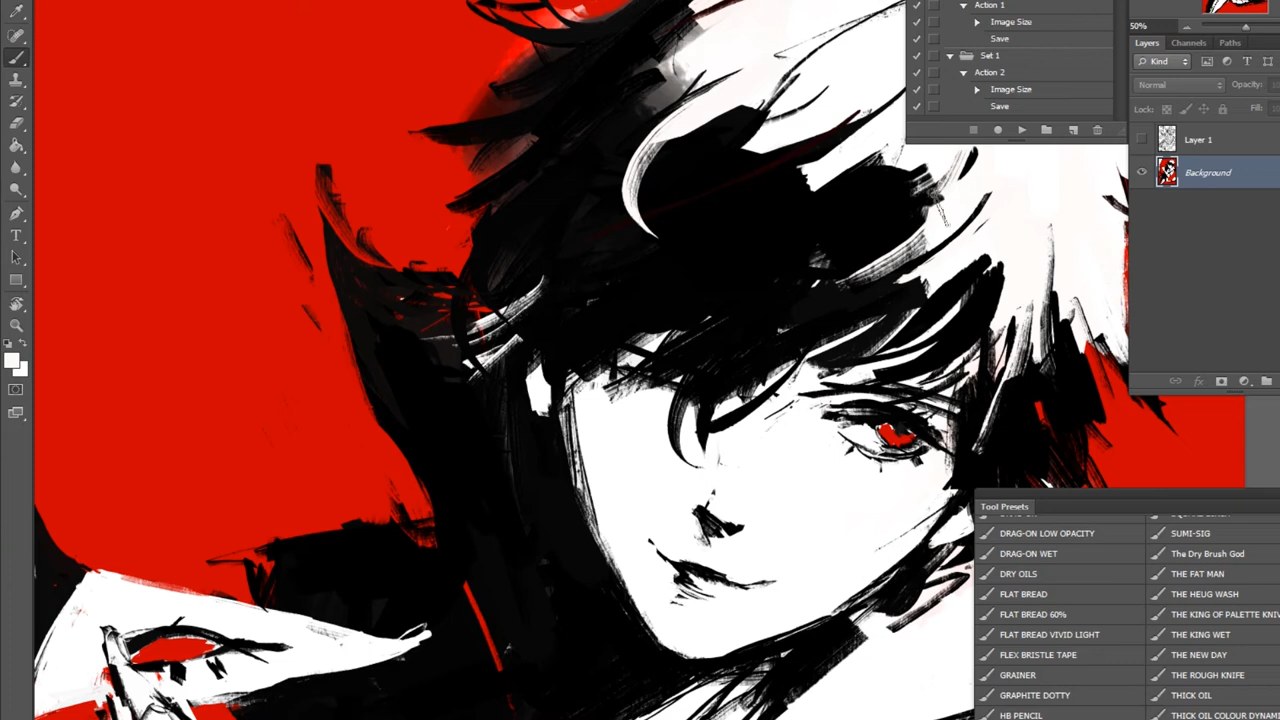 Action 1
Image Size
Save
Set 1
Action 2
Image Size
Save
50%
Layers Channels Paths
Kind
Normal Opacity:
Lock: Fill:
Layer 1
Background
fx
Tool Presets
DRAG-ON LOW OPACITY SUMI-SIG
DRAG-ON WET The Dry Brush God
DRY OILS THE FAT MAN
FLAT BREAD THE HEUG WASH
FLAT BREAD 60% THE KING OF PALETTE KNI
FLAT BREAD VIVID LIGHT THE KING WET
FLEX BRISTLE TAPE THE NEW DAY
GRAINER THE ROUGH KNIFE
GRAPHITE DOTTY THICK OIL
HB PENCIL THICK OIL COLOUR DYNAM